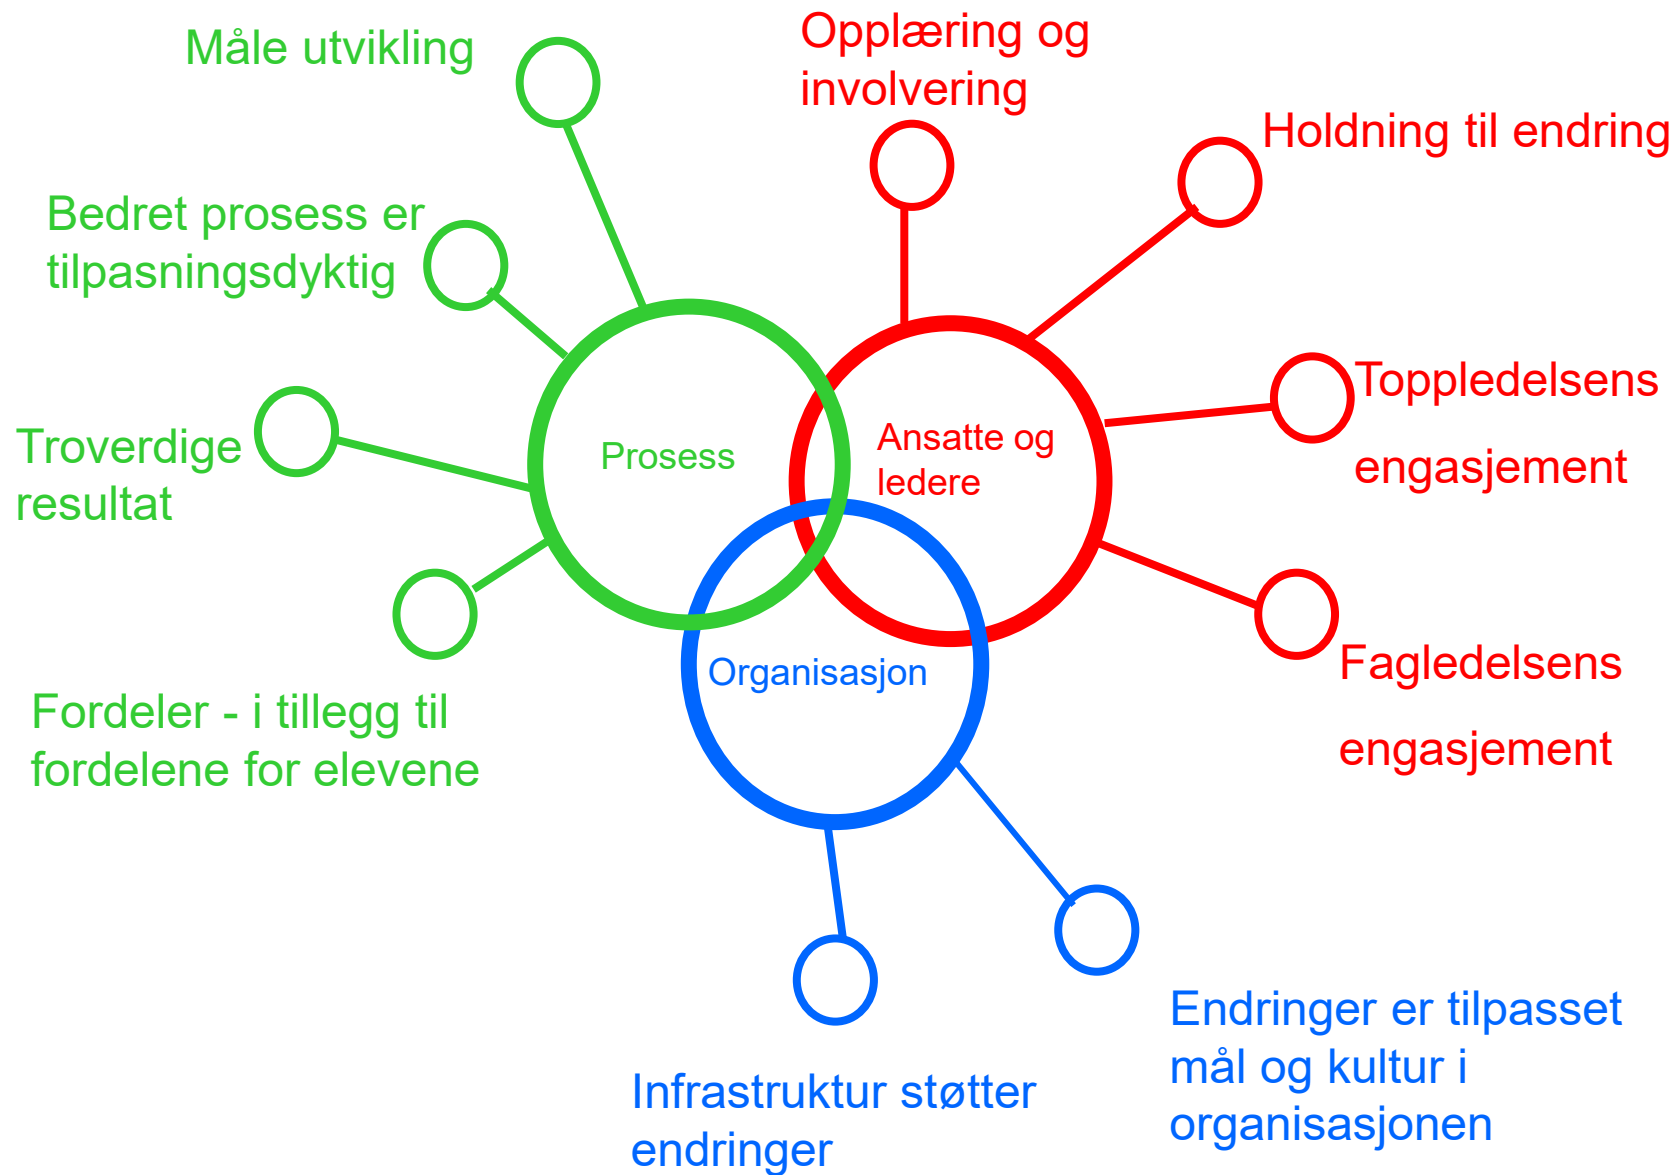 Måle utvikling
Opplæring og
involvering
Holdning til endring
Bedret prosess er
tilpasningsdyktig
Toppledelsens
engasjement
Troverdige
resultat
Prosess
Ansatte og
ledere
Fagledelsens
engasjement
Organisasjon
Fordeler - i tillegg til
fordelene for elevene
Endringer er tilpasset
mål og kultur i
organisasjonen
Infrastruktur støtter
endringer